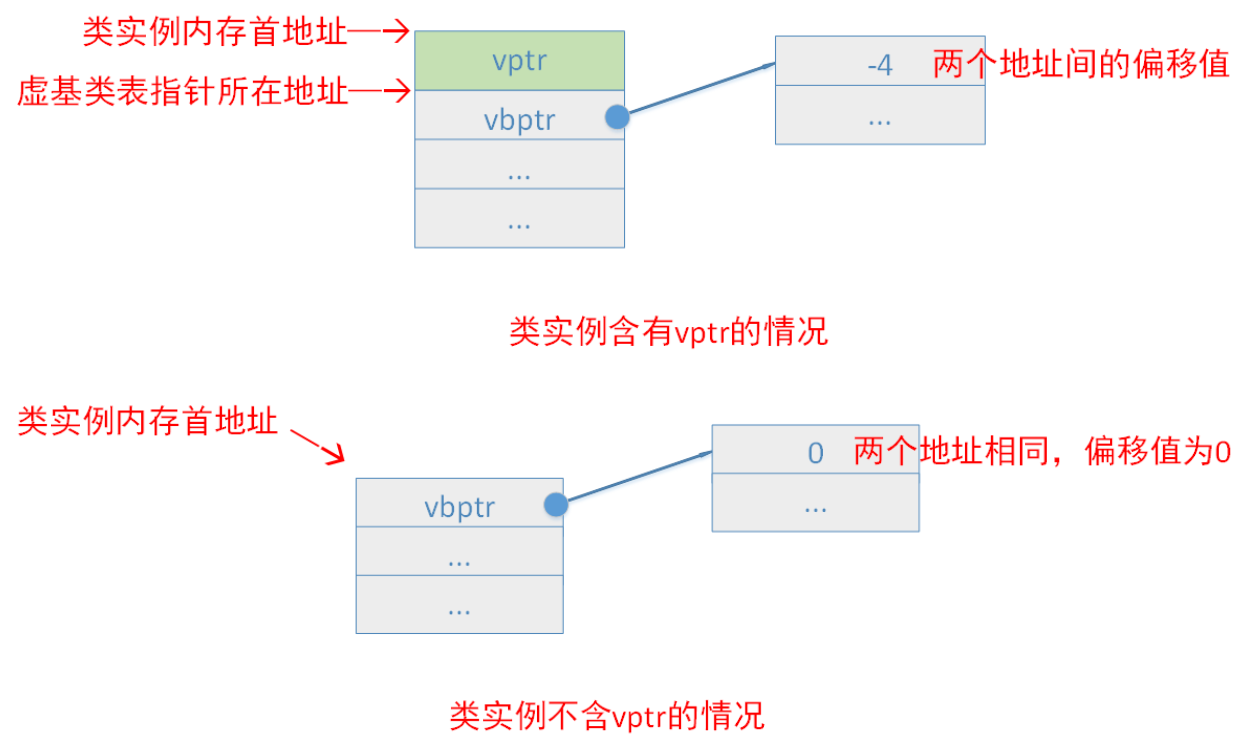 类实例内存首地址
vptr
-4 两个地址间的偏移值
虚基类表指针所在地址
vbptr
...
...
...
类实例含有vptr的情况
类实例内存首地址
0 两个地址相同，偏移值为0
vbptr
...
...
...
类实例不含vptr的情况